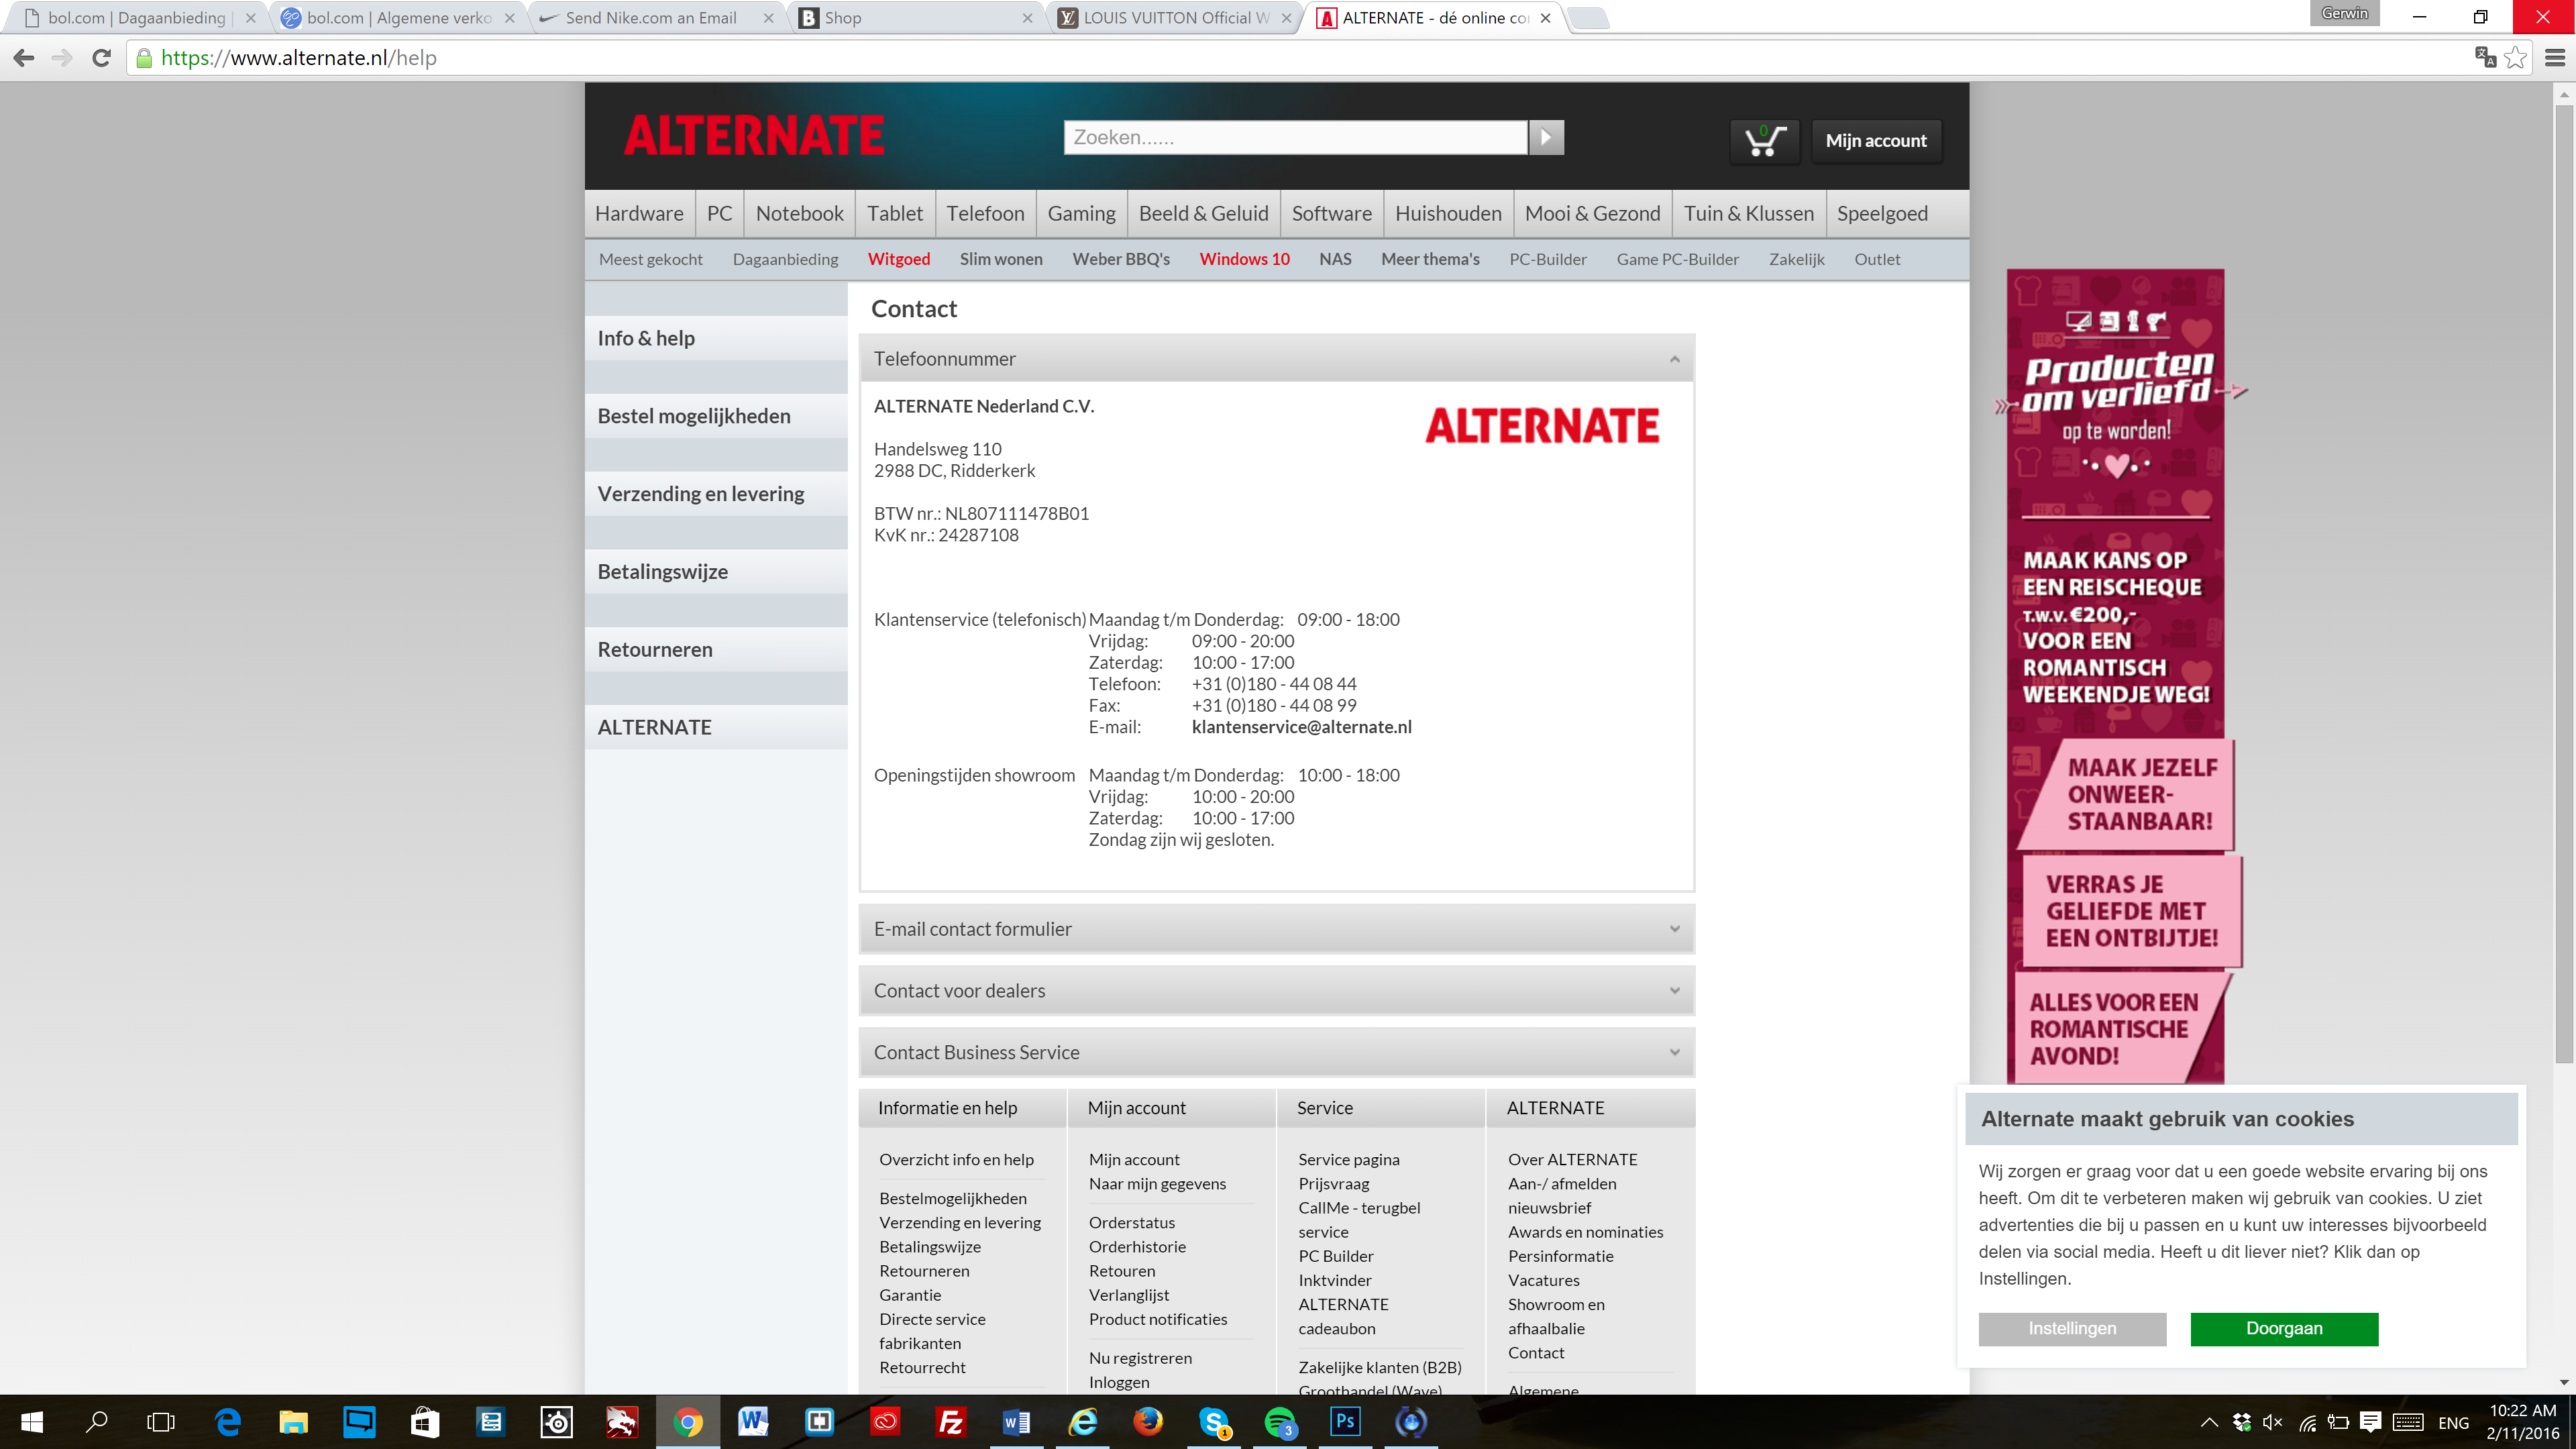 bol.com | Dagaanbieding |
bol.com | Algemene verko
Send Nike.com an Email
Shop
LOUIS VUITTON Official W
ALTERNATE - dé online co
Gerwin
https://www.alternate.nl/help
ALTERNATE
Zoeken......
0
Mijn account
Hardware
PC
Notebook
Tablet
Telefoon
Gaming
Beeld & Geluid
Software
Huishouden
Mooi & Gezond
Tuin & Klussen
Speelgoed
Meest gekocht
Dagaanbieding
Witgoed
Slim wonen
Weber BBQ's
Windows 10
NAS
Meer thema's
PC-Builder
Game PC-Builder
Zakelijk
Outlet
Info & help
Bestel mogelijkheden
Verzending en levering
Betalingswijze
Retourneren
ALTERNATE
Contact
Telefoonnummer
ALTERNATE Nederland C.V.
ALTERNATE
Handelsweg 110
2988 DC, Ridderkerk
BTW nr.: NL807111478B01
KvK nr.: 24287108
Klantenservice (telefonisch) Maandag t/m Donderdag: 09:00 - 18:00
Vrijdag: 09:00 - 20:00
Zaterdag: 10:00 - 17:00
Telefoon: +31 (0)180 - 44 08 44
Fax: +31 (0)180 - 44 08 99
E-mail: klantenservice@alternate.nl
Openingstijden showroom Maandag t/m Donderdag: 10:00 - 18:00
Vrijdag: 10:00 - 20:00
Zaterdag: 10:00 - 17:00
Zondag zijn wij gesloten.
E-mail contact formulier
Contact voor dealers
Contact Business Service
Informatie en help
Overzicht info en help
Bestelmogelijkheden
Verzending en levering
Betalingswijze
Retourneren
Garantie
Directe service
fabrikanten
Retourrecht
Mijn account
Mijn account
Naar mijn gegevens
Orderstatus
Orderhistorie
Retouren
Verlanglijst
Product notificaties
Nu registreren
Inloggen
Service
Service pagina
Prijsvraag
CallMe - terugbel
service
PC Builder
Inktvinder
ALTERNATE
cadeaubon
Zakelijke klanten (B2B)
Groothandel (Wave)
ALTERNATE
Over ALTERNATE
Aan-/ afmelden
nieuwsbrief
Awards en nominaties
Persinformatie
Vacatures
Showroom en
afhaalbalie
Contact
Algemene
Producten
om verliefd
op te worden!
MAAK KANS OP
EEN REISCHEQUE
T.W.V. €200,-
VOOR EEN
ROMANTISCH
WEEKENDJE WEG!
MAAK JEZELF
ONWEER-
STAANBAAR!
VERRAS JE
GELIEFDE MET
EEN ONTBIJTJE!
ALLES VOOR EEN
ROMANTISCHE
AVOND!
Alternate maakt gebruik van cookies
Wij zorgen er graag voor dat u een goede website ervaring bij ons
heeft. Om dit te verbeteren maken wij gebruik van cookies. U ziet
advertenties die bij u passen en u kunt uw interesses bijvoorbeeld
delen via social media. Heeft u dit liever niet? Klik dan op
Instellingen.
Instellingen
Doorgaan
1
3
Ps
ENG
10:22 AM
2/11/2016